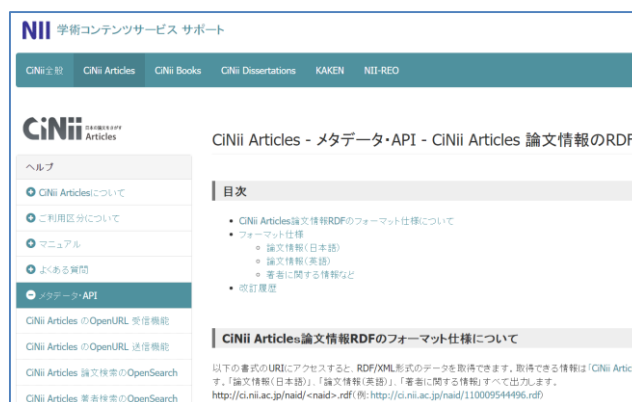 NII 学術コンテンツサービス サポート
CiNii全般 CiNii Articles CiNii Books CiNii Dissertations KAKEN NII-REO
CiNii 日本の論文をさがす Articles
CiNii Articles - メタデータ・API - CiNii Articles 論文情報のRDF
ヘルプ
CiNii Articlesについて
ご利用区分について
マニュアル
よくある質問
メタデータ・API
CiNii Articles のOpenURL 受信機能
CiNii Articles のOpenURL 送信機能
CiNii Articles 論文検索のOpenSearch
CiNii Articles 著者検索のOpenSearch
目次
CiNii Articles論文情報RDFのフォーマット仕様について
フォーマット仕様
論文情報(日本語)
論文情報(英語)
著者に関する情報など
改訂履歴
CiNii Articles論文情報RDFのフォーマット仕様について
以下の書式のURIにアクセスすると、RDF/XML形式のデータを取得できます。取得できる情報は「CiNii Artic
す。「論文情報(日本語)」、「論文情報(英語)」、「著者に関する情報」すべて出力します。
http://ci.nii.ac.jp/naid/<naid>.rdf(例: http://ci.nii.ac.jp/naid/110009544496.rdf)